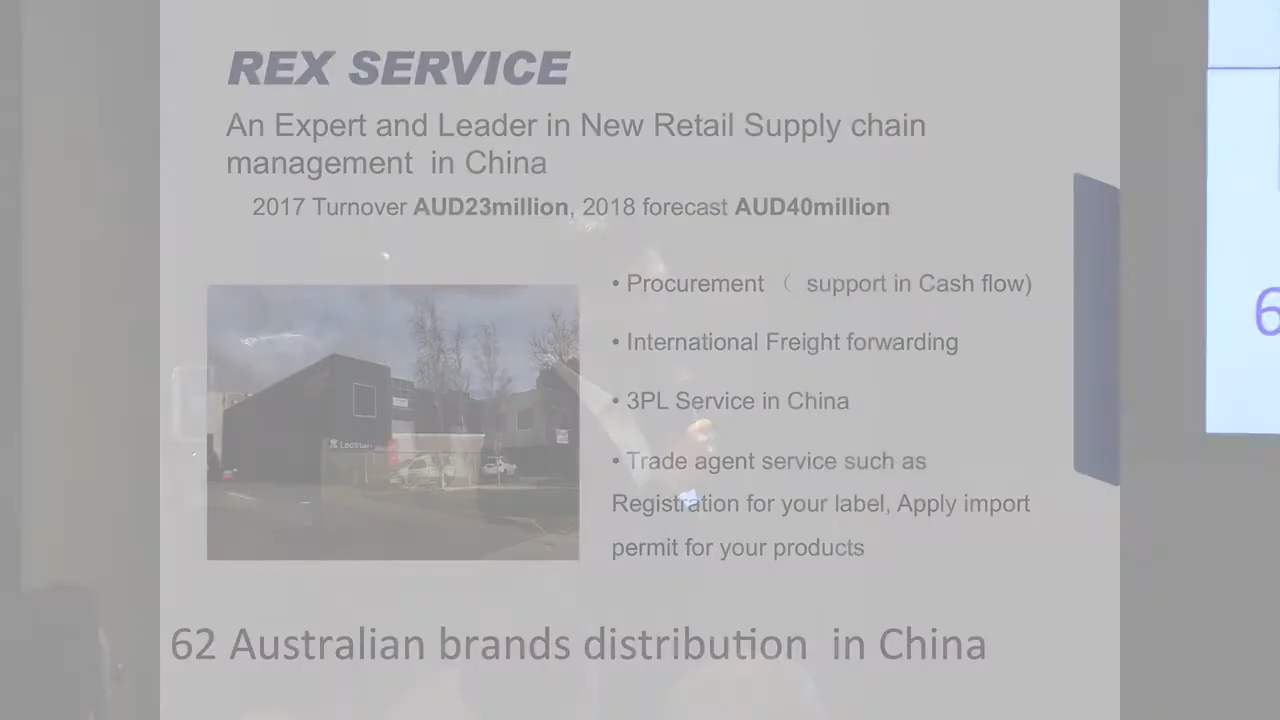 REX SERVICE
An Expert and Leader in New Retail Supply chain
management in China
2017 Turnover AUD23million, 2018 forecast AUD40million
• Procurement （ support in Cash flow)
• International Freight forwarding
• 3PL Service in China
• Trade agent service such as
Registration for your label, Apply import
permit for your products
62 Australian brands distribution in China
6